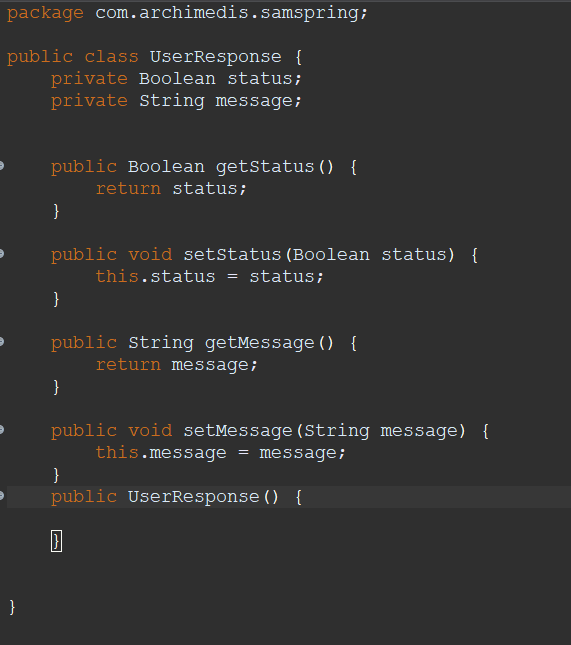 package com.archimedis.samspring;
public class UserResponse {
private Boolean status;
private String message;
public Boolean getStatus() {
return status;
}
public void setStatus(Boolean status) {
this.status = status;
}
public String getMessage() {
return message;
}
public void setMessage(String message) {
this.message = message;
}
public UserResponse() {
}
}